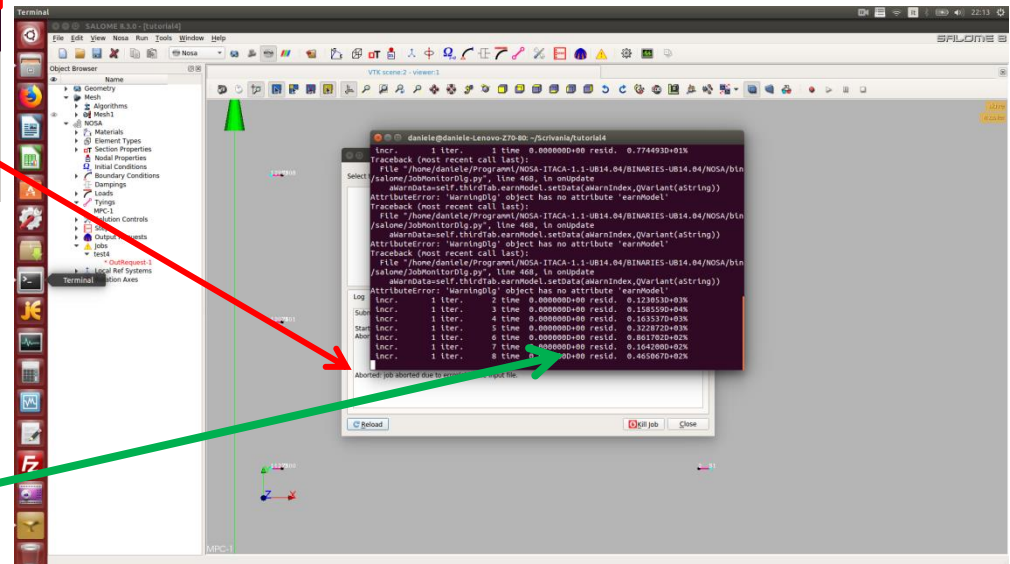 Terminal
22:13
SALOME 8.3.0 - [tutorial4]
File Edit View Nosa Run Tools Window Help
Nosa
Object Browser
Name
Geometry
Mesh
Algorithms
Mesh1
NOSA
Materials
Element Types
Section Properties
Nodal Properties
Initial Conditions
Boundary Conditions
Dampings
Loads
Tyings
MPC-1
Solution Controls
Output Requests
Jobs
test4
* OutRequest-1
Local Ref Systems
Terminal
ation Axes
VTK scene:2 - viewer:1
daniele@daniele-Lenovo-Z70-80: ~/Scrivania/tutorial4
incr. 1 iter. 1 time 0.000000D+00 resid. 0.774493D+01%
Traceback (most recent call last):
File "/home/daniele/Programmi/NOSA-ITACA-1.1-UB14.04/BINARIES-UB14.04/NOSA/bin
/salome/JobMonitorDlg.py", line 468, in onUpdate
aWarnData=self.thirdTab.earnModel.setData(aWarnIndex,QVariant(aString))
AttributeError: 'WarningDlg' object has no attribute 'earnModel'
Traceback (most recent call last):
File "/home/daniele/Programmi/NOSA-ITACA-1.1-UB14.04/BINARIES-UB14.04/NOSA/bin
/salome/JobMonitorDlg.py", line 468, in onUpdate
aWarnData=self.thirdTab.earnModel.setData(aWarnIndex,QVariant(aString))
AttributeError: 'WarningDlg' object has no attribute 'earnModel'
Traceback (most recent call last):
File "/home/daniele/Programmi/NOSA-ITACA-1.1-UB14.04/BINARIES-UB14.04/NOSA/bin
/salome/JobMonitorDlg.py", line 468, in onUpdate
aWarnData=self.thirdTab.earnModel.setData(aWarnIndex,QVariant(aString))
AttributeError: 'WarningDlg' object has no attribute 'earnModel'
incr. 1 iter. 2 time 0.000000D+00 resid. 0.123053D+03%
incr. 1 iter. 3 time 0.000000D+00 resid. 0.158559D+04%
incr. 1 iter. 4 time 0.000000D+00 resid. 0.163537D+03%
incr. 1 iter. 5 time 0.000000D+00 resid. 0.322872D+03%
incr. 1 iter. 6 time 0.000000D+00 resid. 0.861702D+02%
incr. 1 iter. 7 time 0.000000D+00 resid. 0.164200D+02%
incr. 1 iter. 8 time resid. 0.465067D+02%
Select
Log
Start
Aborted: job aborted due to input file.
Reload
Kill Job
Close
Z
X
MPC-1